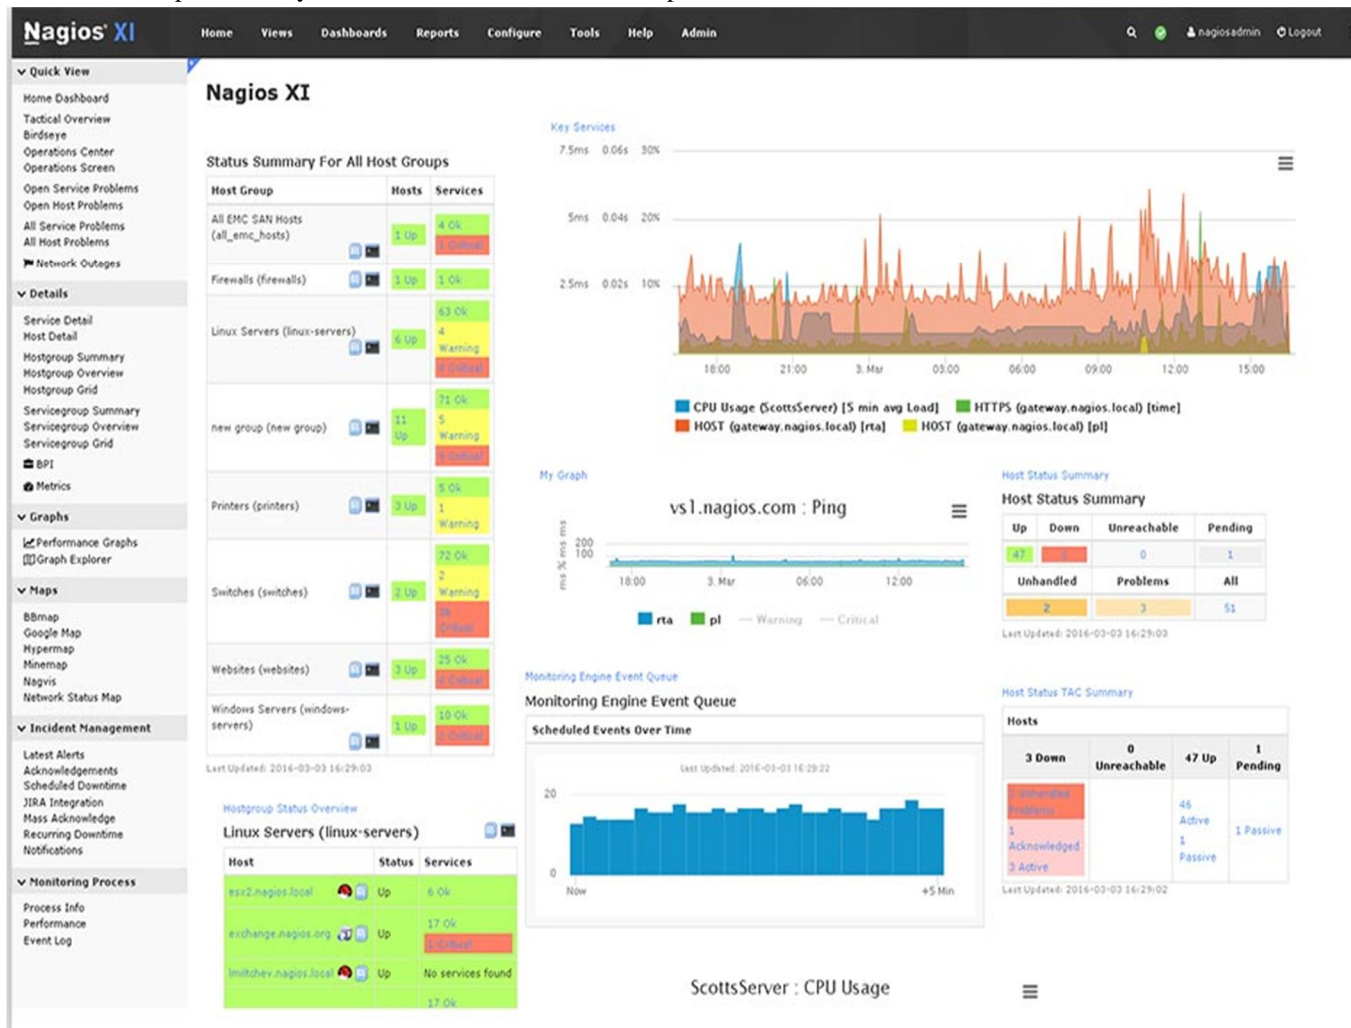 Nagios XI
Home Views Dashboards Reports Configure Tools Help Admin
nagiosadmin Logout
Quick View
Home Dashboard
Tactical Overview
Birdseye
Operations Center
Operations Screen
Open Service Problems
Open Host Problems
All Service Problems
All Host Problems
Network Outages
Details
Service Detail
Host Detail
Hostgroup Summary
Hostgroup Overview
Hostgroup Grid
Servicegroup Summary
Servicegroup Overview
Servicegroup Grid
BPI
Metrics
Graphs
Performance Graphs
Graph Explorer
Maps
BBmap
Google Map
Hypermap
Minemap
Nagvis
Network Status Map
Incident Management
Latest Alerts
Acknowledgements
Scheduled Downtime
JIRA Integration
Mass Acknowledge
Recurring Downtime
Notifications
Monitoring Process
Process Info
Performance
Event Log
Nagios XI
Status Summary For All Host Groups
Host Group Hosts Services
All EMC SAN Hosts
(all_emc_hosts)
1 Up
4 Ok
1 Critical
Firewalls (firewalls) 1 Up 1 Ok
Linux Servers (linux-servers)
6 Up
63 Ok
4
Warning
Critical
new group (new group)
11
Up
71 Ok
5
Warning
Critical
Printers (printers)
3 Up
5 Ok
1
Warning
Switches (switches)
2 Up
72 Ok
2
Warning
Critical
Websites (websites)
3 Up
25 Ok
Critical
Windows Servers (windows-
servers)
1 Up
10 Ok
Critical
Last Updated: 2016-03-03 16:29:03
Hostgroup Status Overview
Linux Servers (linux-servers)
Host Status Services
esx2.nagios.local Up 6 Ok
exchange.nagios.org Up
17 Ok
1 Critical
lmitchev.nagios.local Up No services found
17 Ok
Key Services
7.5ms 0.06s 30%
5ms 0.04s 20%
2.5ms 0.02s 10%
18:00 21:00 3. Mar 03:00 06:00 09:00 12:00 15:00
CPU Usage (ScottsServer) [5 min avg Load] HTTPS (gateway.nagios.local) [time]
HOST (gateway.nagios.local) [rta] HOST (gateway.nagios.local) [pl]
My Graph
vs1.nagios.com : Ping
ms % ms ms
200
100
18:00 3. Mar 06:00 12:00
rta pl Warning Critical
Monitoring Engine Event Queue
Monitoring Engine Event Queue
Scheduled Events Over Time
Last Updated: 2016-03-03 16:29:22
20
0
Now +5 Min
ScottsServer : CPU Usage
Host Status Summary
Host Status Summary
Up Down Unreachable Pending
47 0 1
Unhandled Problems All
2 3 51
Last Updated: 2016-03-03 16:29:03
Host Status TAC Summary
Hosts
3 Down
0
Unreachable
47 Up
1
Pending
Unhandled
Problems
1
Acknowledged
3 Active
46
Active
1
Passive
1 Passive
Last Updated: 2016-03-03 16:29:02